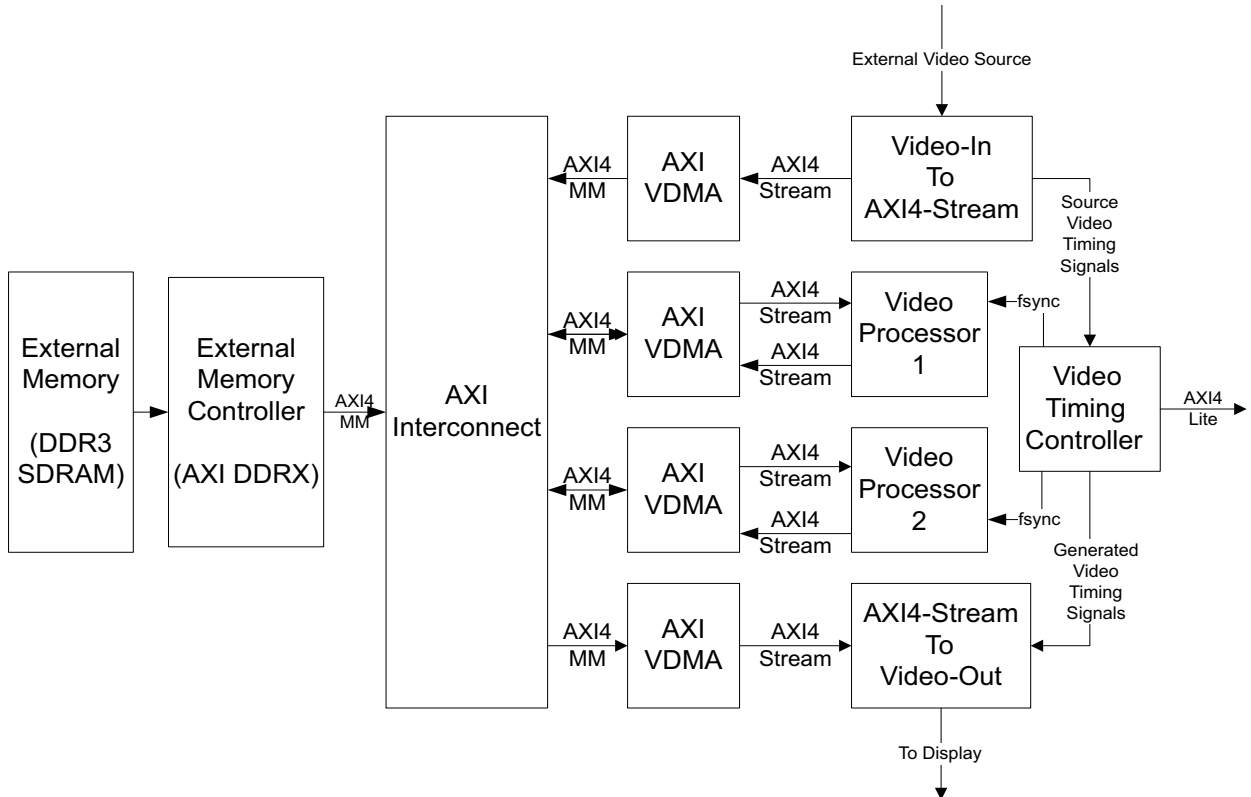 External Video Source
Video-In
To
AXI4-Stream
AXI4
MM
AXI
VDMA
AXI4
Stream
Source
Video
Timing
Signals
External
Memory
(DDR3
SDRAM)
External
Memory
Controller
(AXI DDRX)
AXI4
MM
AXI
Interconnect
AXI4
MM
AXI
VDMA
AXI4
Stream
AXI4
Stream
Video
Processor
1
fsync
Video
Timing
Controller
AXI4
Lite
AXI4
MM
AXI
VDMA
AXI4
Stream
AXI4
Stream
Video
Processor
2
fsync
Generated
Video
Timing
Signals
AXI4
MM
AXI
VDMA
AXI4
Stream
AXI4-Stream
To
Video-Out
To Display